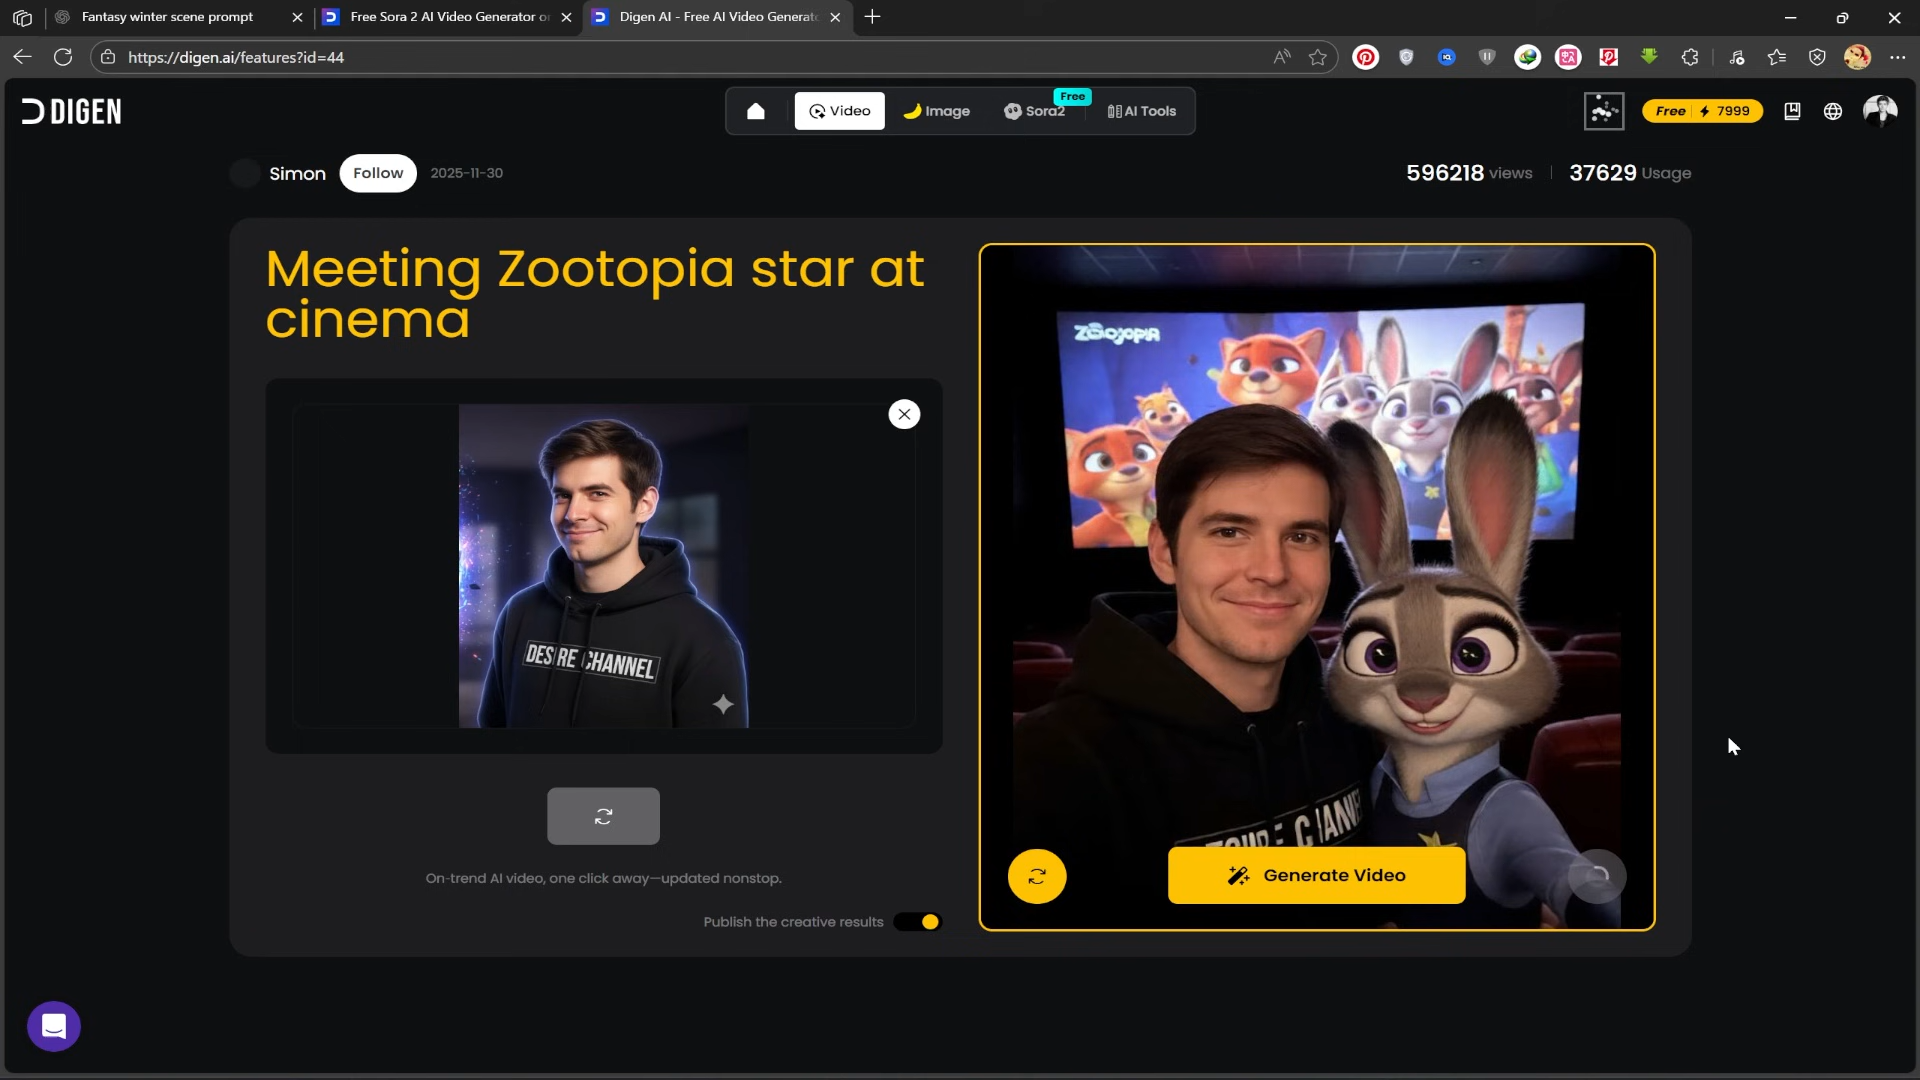 Fantasy winter scene prompt
Free Sora 2 AI Video Generator o
Digen AI - Free AI Video Generat
https://digen.ai/features?id=44
DIGEN
Video
Image
Sora2
Free
AI Tools
Free 7999
Simon
Follow
2025-11-30
596218 views
37629 Usage
Meeting Zootopia star at
cinema
ZOOTOPIA
DESIRE CHANNEL
Generate Video
On-trend AI video, one click away—updated nonstop.
Publish the creative results